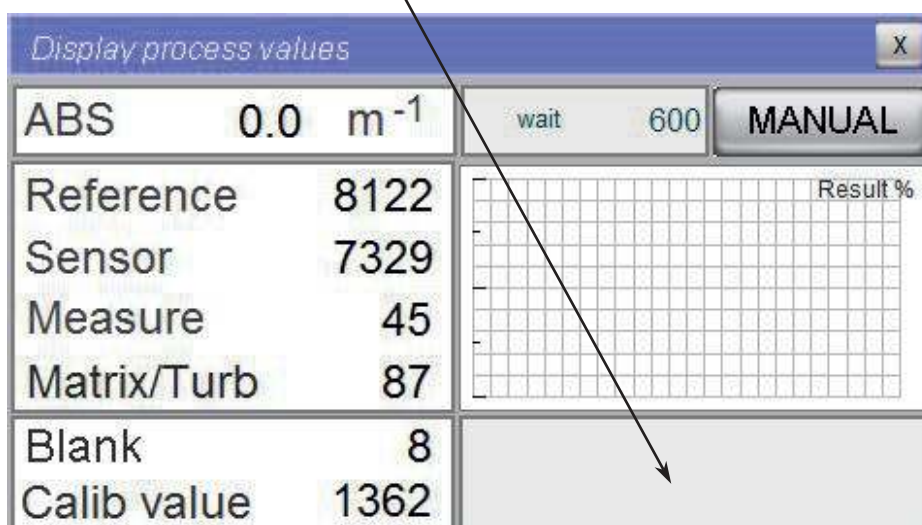 Display process values X
ABS 0.0 m⁻¹ wait 600 MANUAL
Reference 8122
Sensor 7329
Measure 45
Matrix/Turb 87
Result %
Blank 8
Calib value 1362